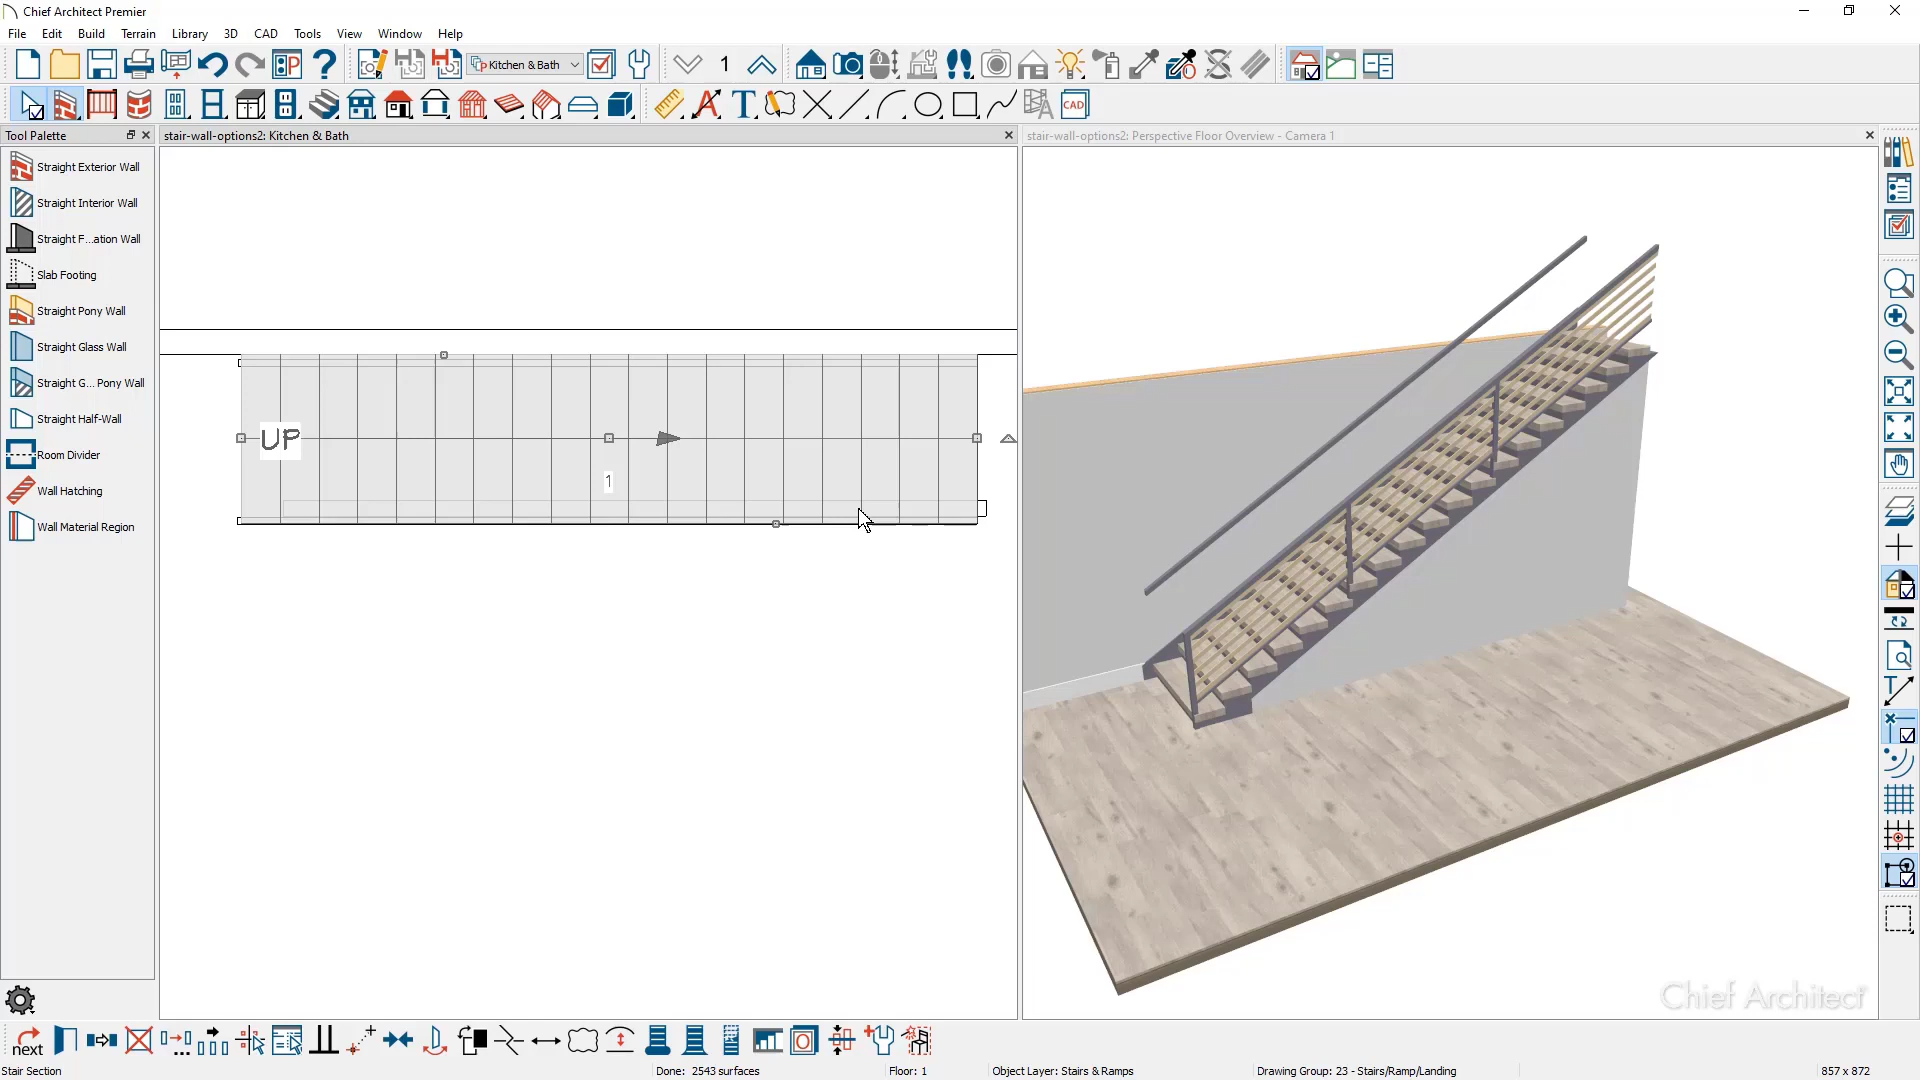 Chief Architect Premier
File Edit Build Terrain Library 3D CAD Tools View Window Help
Kitchen & Bath 1
CAD
Tool Palette
stair-wall-options2: Kitchen & Bath
stair-wall-options2: Perspective Floor Overview - Camera 1
Straight Exterior Wall
Straight Interior Wall
Straight F...ation Wall
Slab Footing
Straight Pony Wall
Straight Glass Wall
Straight G... Pony Wall
Straight Half-Wall
Room Divider
Wall Hatching
Wall Material Region
UP
1
Chief Architect
next
Stair Section
Done: 2543 surfaces
Floor: 1
Object Layer: Stairs & Ramps
Drawing Group: 23 - Stairs/Ramp/Landing
857 x 872